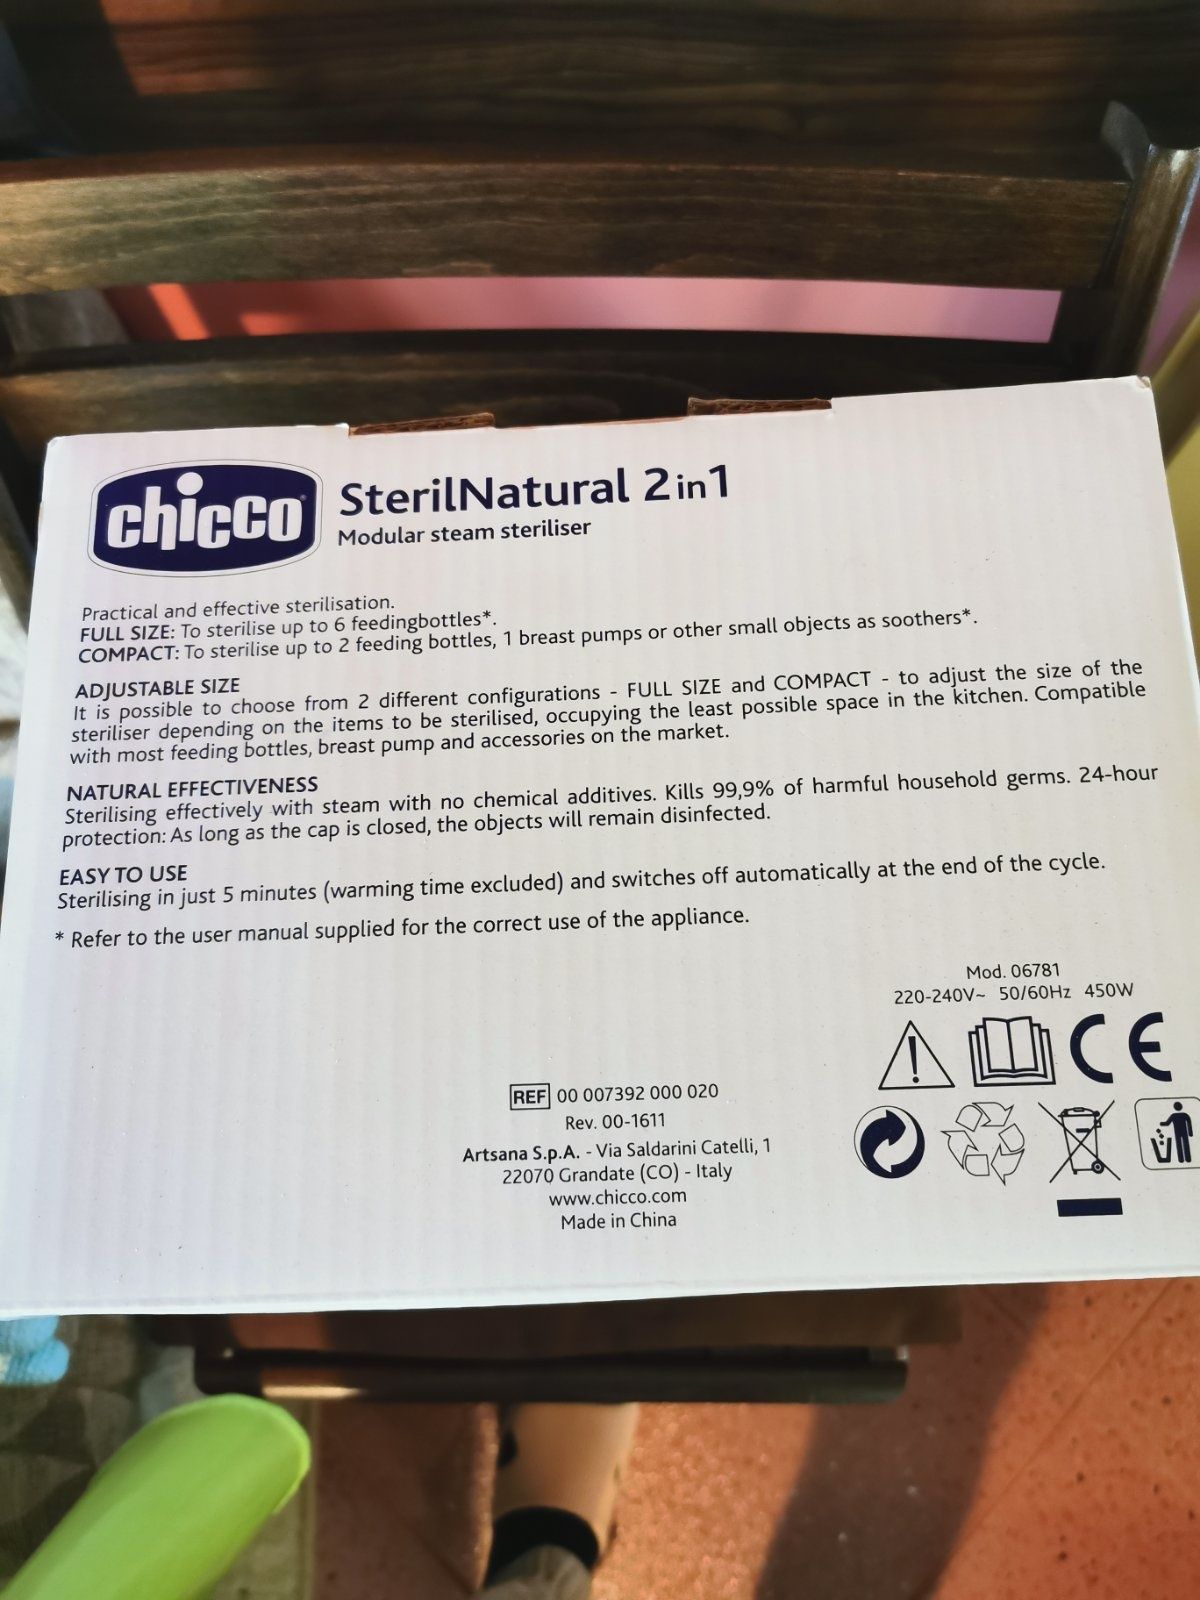 chicco
SterilNatural 2in1
Modular steam steriliser
Practical and effective sterilisation.
FULL SIZE: To sterilise up to 6 feedingbottles*.
COMPACT: To sterilise up to 2 feeding bottles, 1 breast pumps or other small objects as soothers*.
ADJUSTABLE SIZE
It is possible to choose from 2 different configurations - FULL SIZE and COMPACT - to adjust the size of the
steriliser depending on the items to be sterilised, occupying the least possible space in the kitchen. Compatible
with most feeding bottles, breast pump and accessories on the market.
NATURAL EFFECTIVENESS
Sterilising effectively with steam with no chemical additives. Kills 99,9% of harmful household germs. 24-hour
protection: As long as the cap is closed, the objects will remain disinfected.
EASY TO USE
Sterilising in just 5 minutes (warming time excluded) and switches off automatically at the end of the cycle.
* Refer to the user manual supplied for the correct use of the appliance.
Mod. 06781
220-240V~ 50/60Hz 450W
CE
REF 00 007392 000 020
Rev. 00-1611
Artsana S.p.A. - Via Saldarini Catelli, 1
22070 Grandate (CO) - Italy
www.chicco.com
Made in China